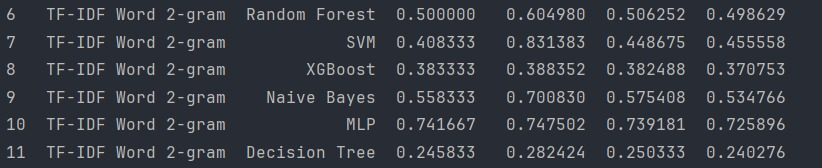 6 TF-IDF Word 2-gram Random Forest 0.500000 0.604980 0.506252 0.498629
7 TF-IDF Word 2-gram SVM 0.408333 0.831383 0.448675 0.455558
8 TF-IDF Word 2-gram XGBoost 0.383333 0.388352 0.382488 0.370753
9 TF-IDF Word 2-gram Naive Bayes 0.558333 0.700830 0.575408 0.534766
10 TF-IDF Word 2-gram MLP 0.741667 0.747502 0.739181 0.725896
11 TF-IDF Word 2-gram Decision Tree 0.245833 0.282424 0.250333 0.240276